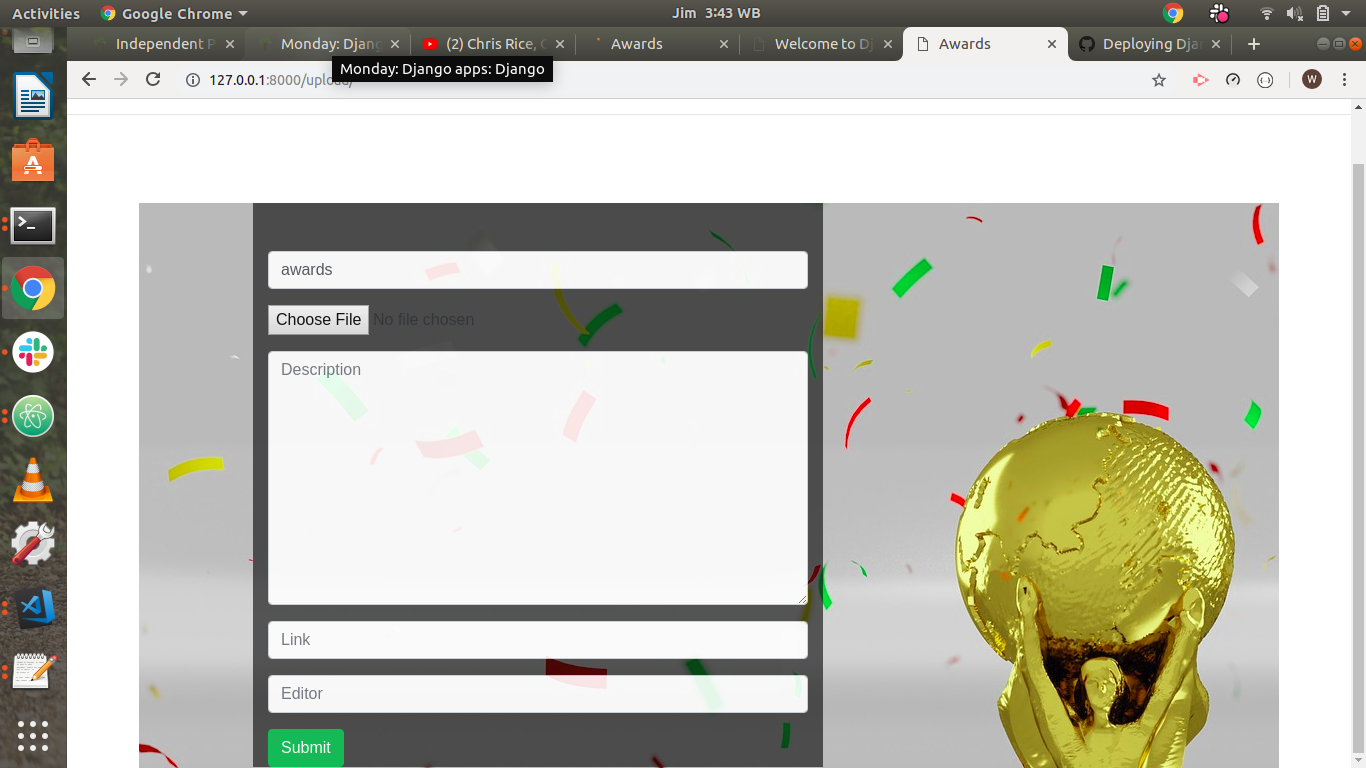 Activities Google Chrome Jim 3:43 WB
Independent P Monday: Djang (2) Chris Rice, Awards Welcome to Dj Awards Deploying Djan
Monday: Django apps: Django
127.0.0.1:8000/upload/ W
awards
Choose File No file chosen
Description
Link
Editor
Submit